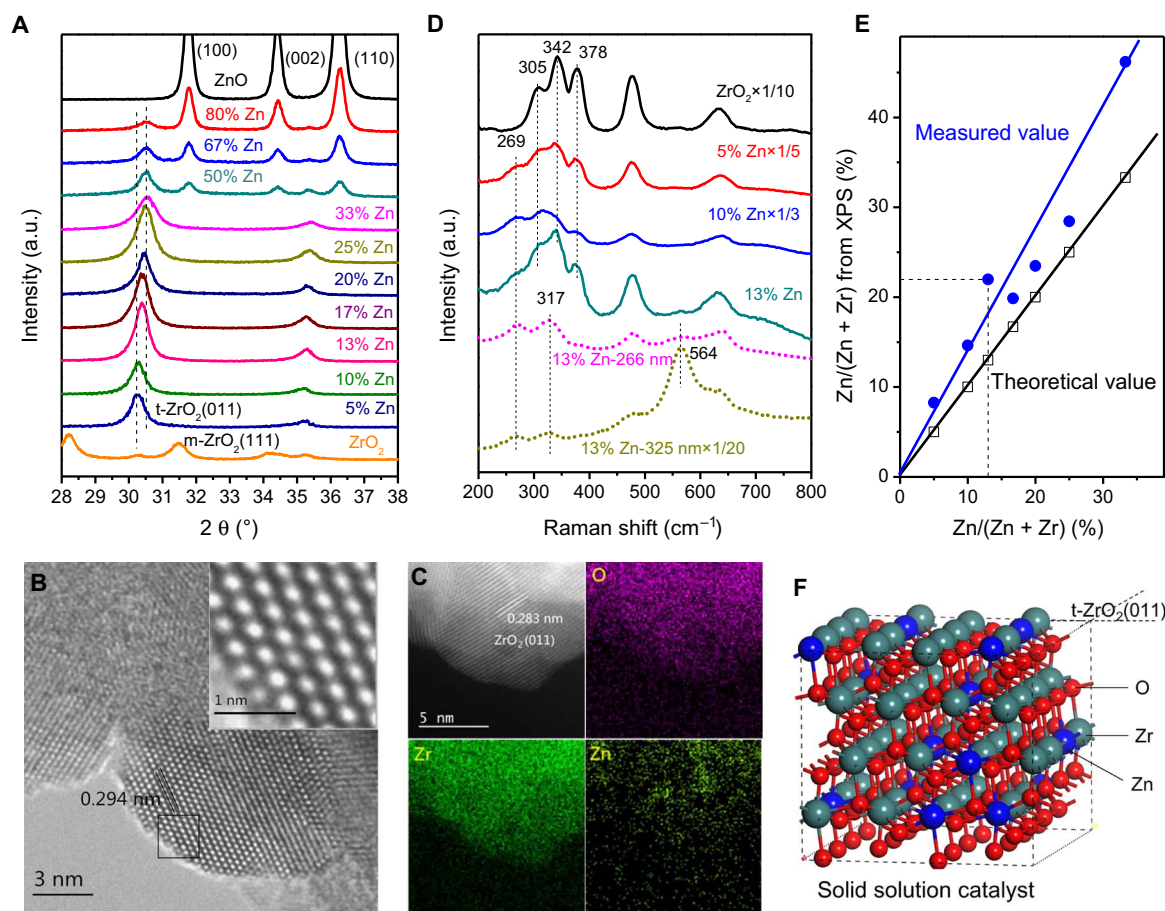 A
(100)
(002)
(110)
ZnO
80% Zn
67% Zn
50% Zn
33% Zn
25% Zn
20% Zn
17% Zn
13% Zn
10% Zn
t-ZrO2(011)
5% Zn
m-ZrO2(111)
ZrO2
Intensity (a.u.)
28 29 30 31 32 33 34 35 36 37 38
2 θ (°)
D
342
305
378
ZrO2×1/10
269
5% Zn×1/5
10% Zn×1/3
13% Zn
317
13% Zn-266 nm
564
13% Zn-325 nm×1/20
Intensity (a.u.)
200 300 400 500 600 700 800
Raman shift (cm−1)
E
Measured value
Theoretical value
Zn/(Zn + Zr) from XPS (%)
40
30
20
10
0
0 10 20 30
Zn/(Zn + Zr) (%)
B
1 nm
0.294 nm
3 nm
C
0.283 nm
ZrO2(011)
5 nm
O
Zr
Zn
F
t-ZrO2(011)
O
Zr
Zn
Solid solution catalyst